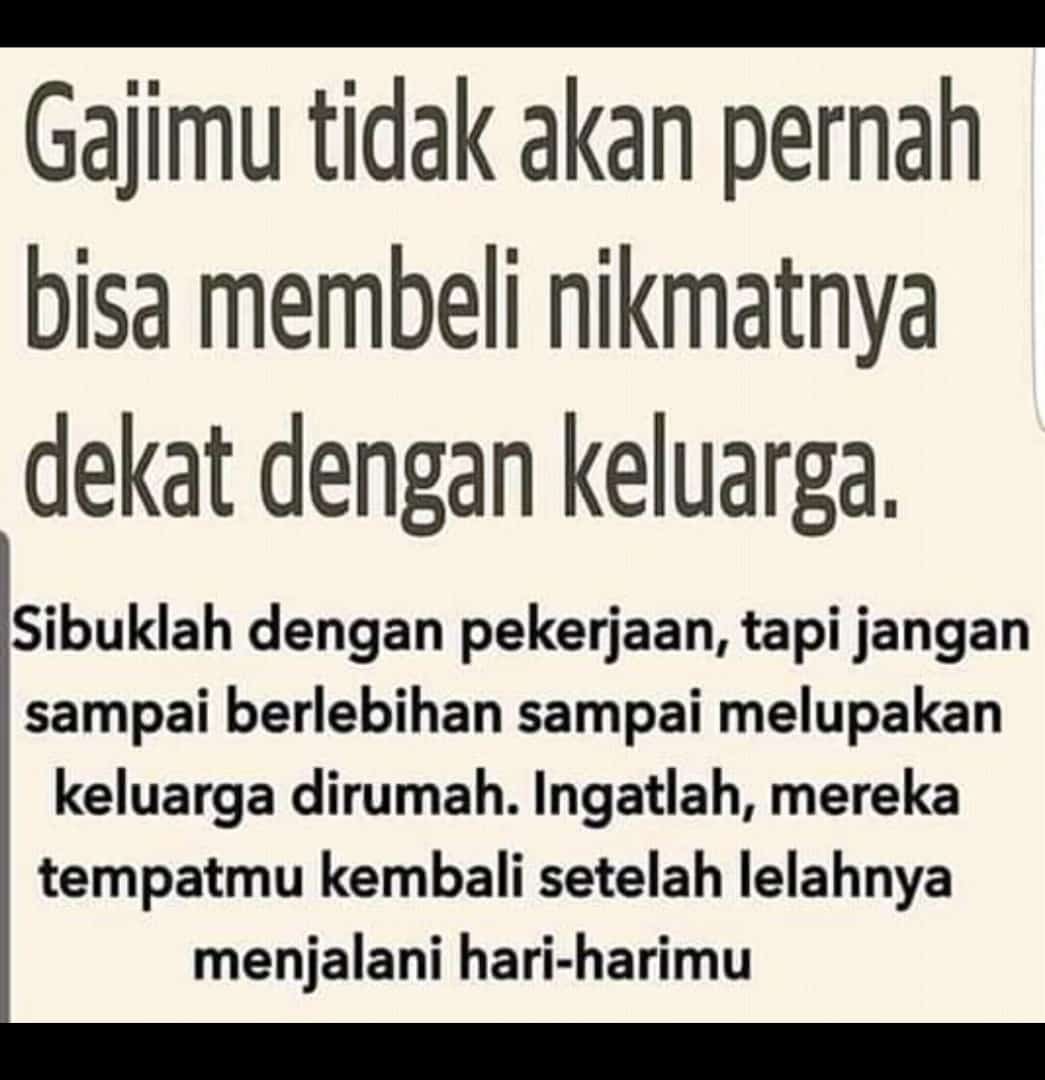 Gajimu tidak akan pernah
bisa membeli nikmatnya
dekat dengan keluarga.
Sibuklah dengan pekerjaan, tapi jangan
sampai berlebihan sampai melupakan
keluarga dirumah. Ingatlah, mereka
tempatmu kembali setelah lelahnya
menjalani hari-harimu